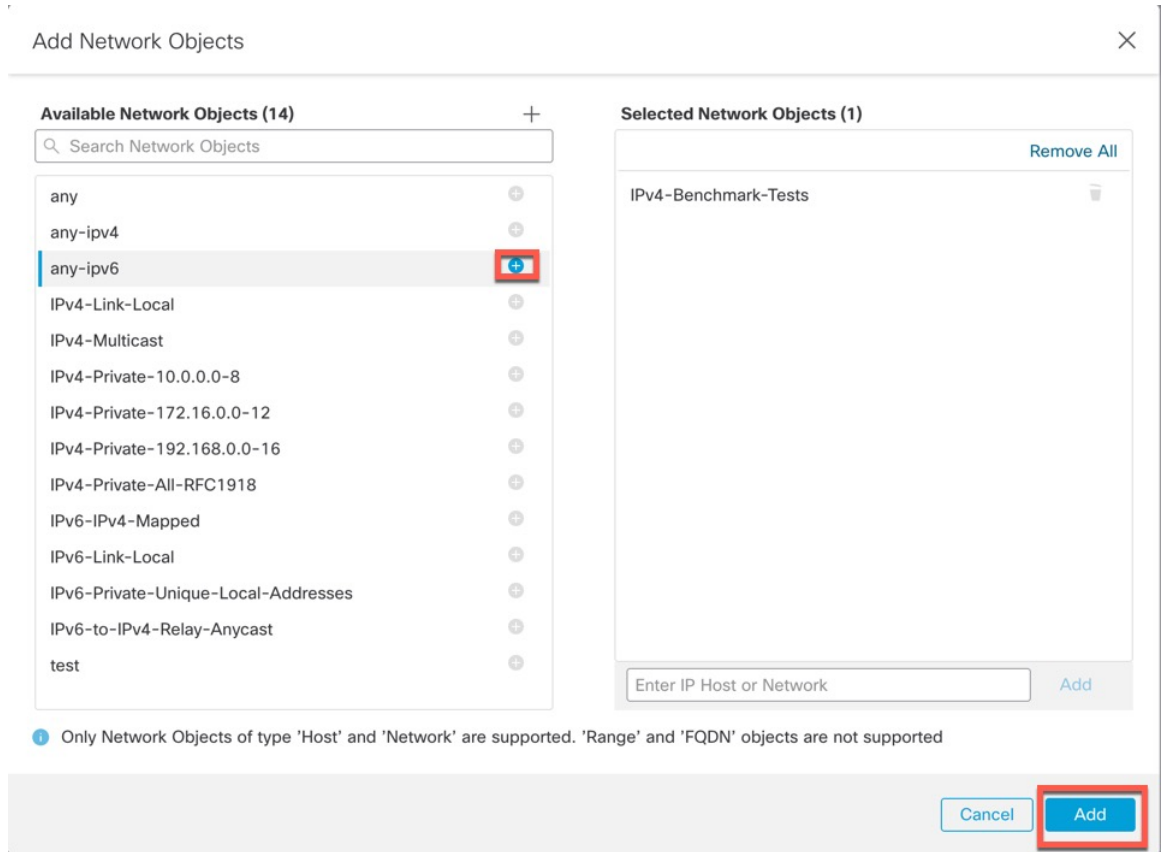 Add Network Objects
Available Network Objects (14)
Search Network Objects
any
any-ipv4
any-ipv6
IPv4-Link-Local
IPv4-Multicast
IPv4-Private-10.0.0.0-8
IPv4-Private-172.16.0.0-12
IPv4-Private-192.168.0.0-16
IPv4-Private-All-RFC1918
IPv6-IPv4-Mapped
IPv6-Link-Local
IPv6-Private-Unique-Local-Addresses
IPv6-to-IPv4-Relay-Anycast
test
Selected Network Objects (1)
Remove All
IPv4-Benchmark-Tests
Enter IP Host or Network
Add
Only Network Objects of type 'Host' and 'Network' are supported. 'Range' and 'FQDN' objects are not supported
Cancel
Add